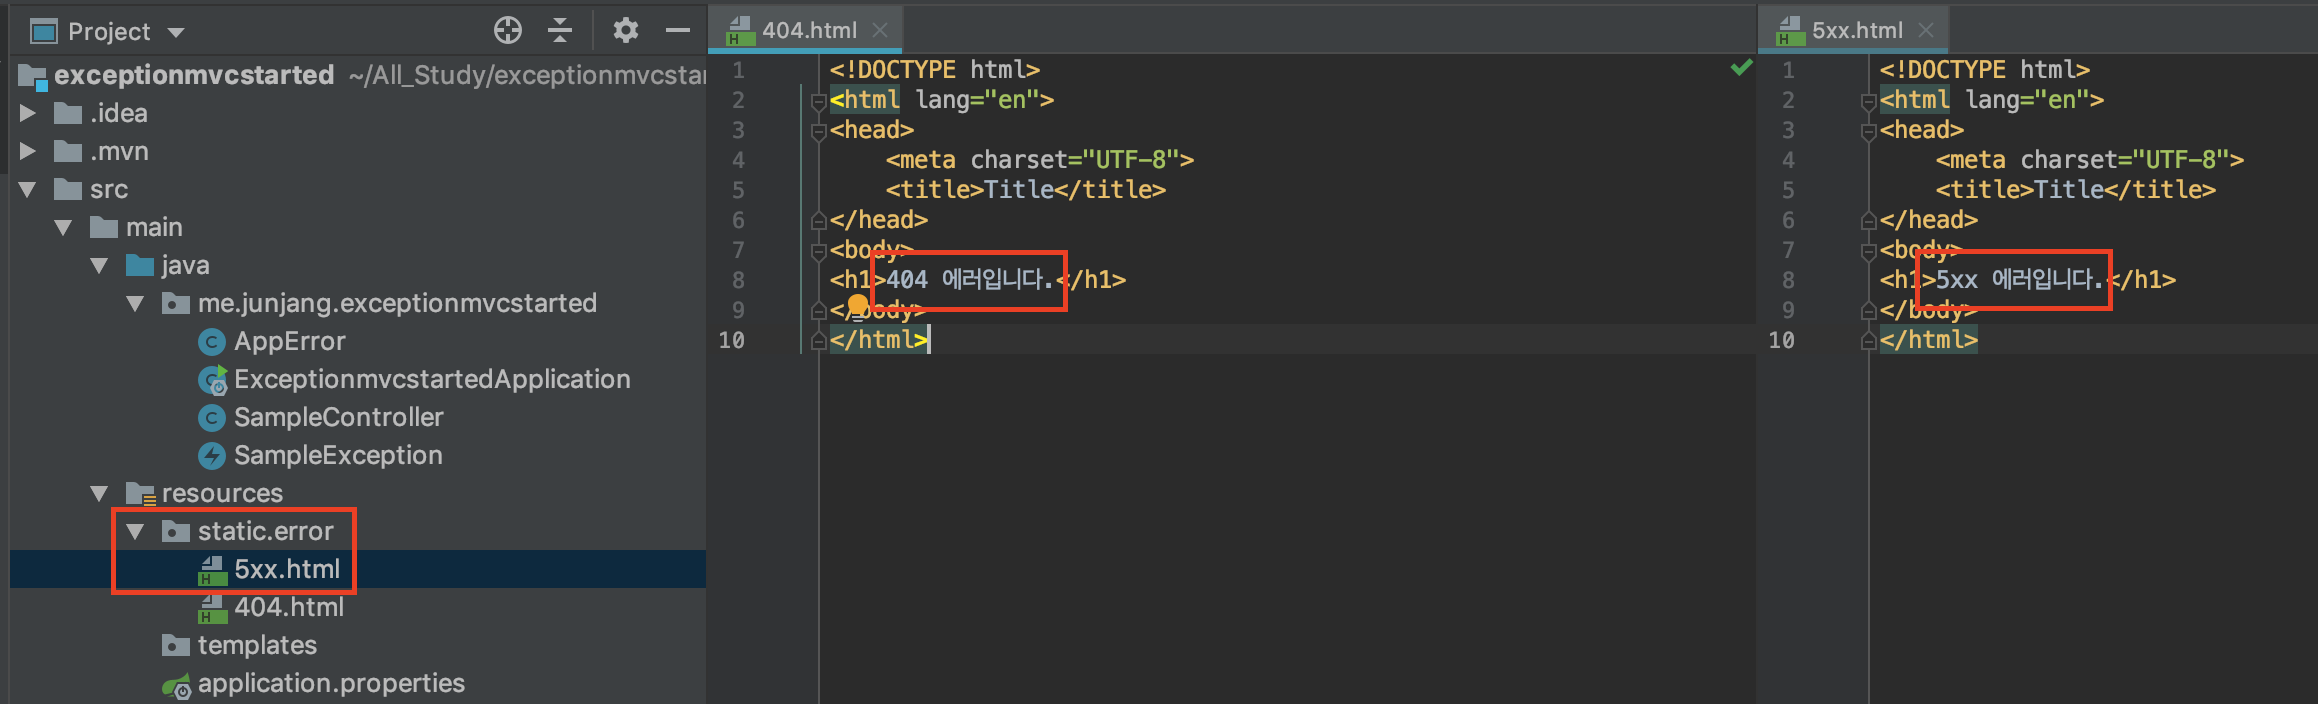 Project
exceptionmvcstarted ~/All_Study/exceptionmvcstar
.idea
.mvn
src
main
java
me.junjang.exceptionmvcstarted
AppError
ExceptionmvcstartedApplication
SampleController
SampleException
resources
static.error
5xx.html
404.html
templates
application.properties
404.html
1 <!DOCTYPE html>
2 <html lang="en">
3 <head>
4 <meta charset="UTF-8">
5 <title>Title</title>
6 </head>
7 <body>
8 <h1>404 에러입니다.</h1>
9 </body>
10 </html>
5xx.html
1 <!DOCTYPE html>
2 <html lang="en">
3 <head>
4 <meta charset="UTF-8">
5 <title>Title</title>
6 </head>
7 <body>
8 <h1>5xx 에러입니다.</h1>
9 </body>
10 </html>